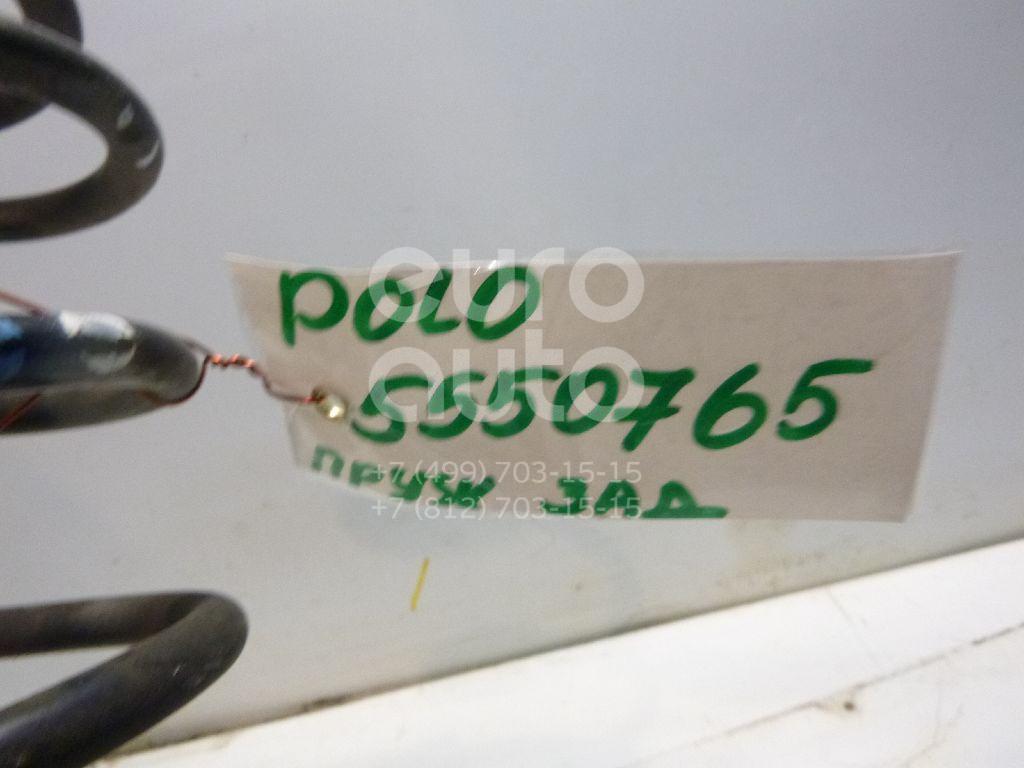 POLO
5550765
ПРУЖ ЗАД
euro
auto
+7 (499) 703-15-15
+7 (812) 703-15-15